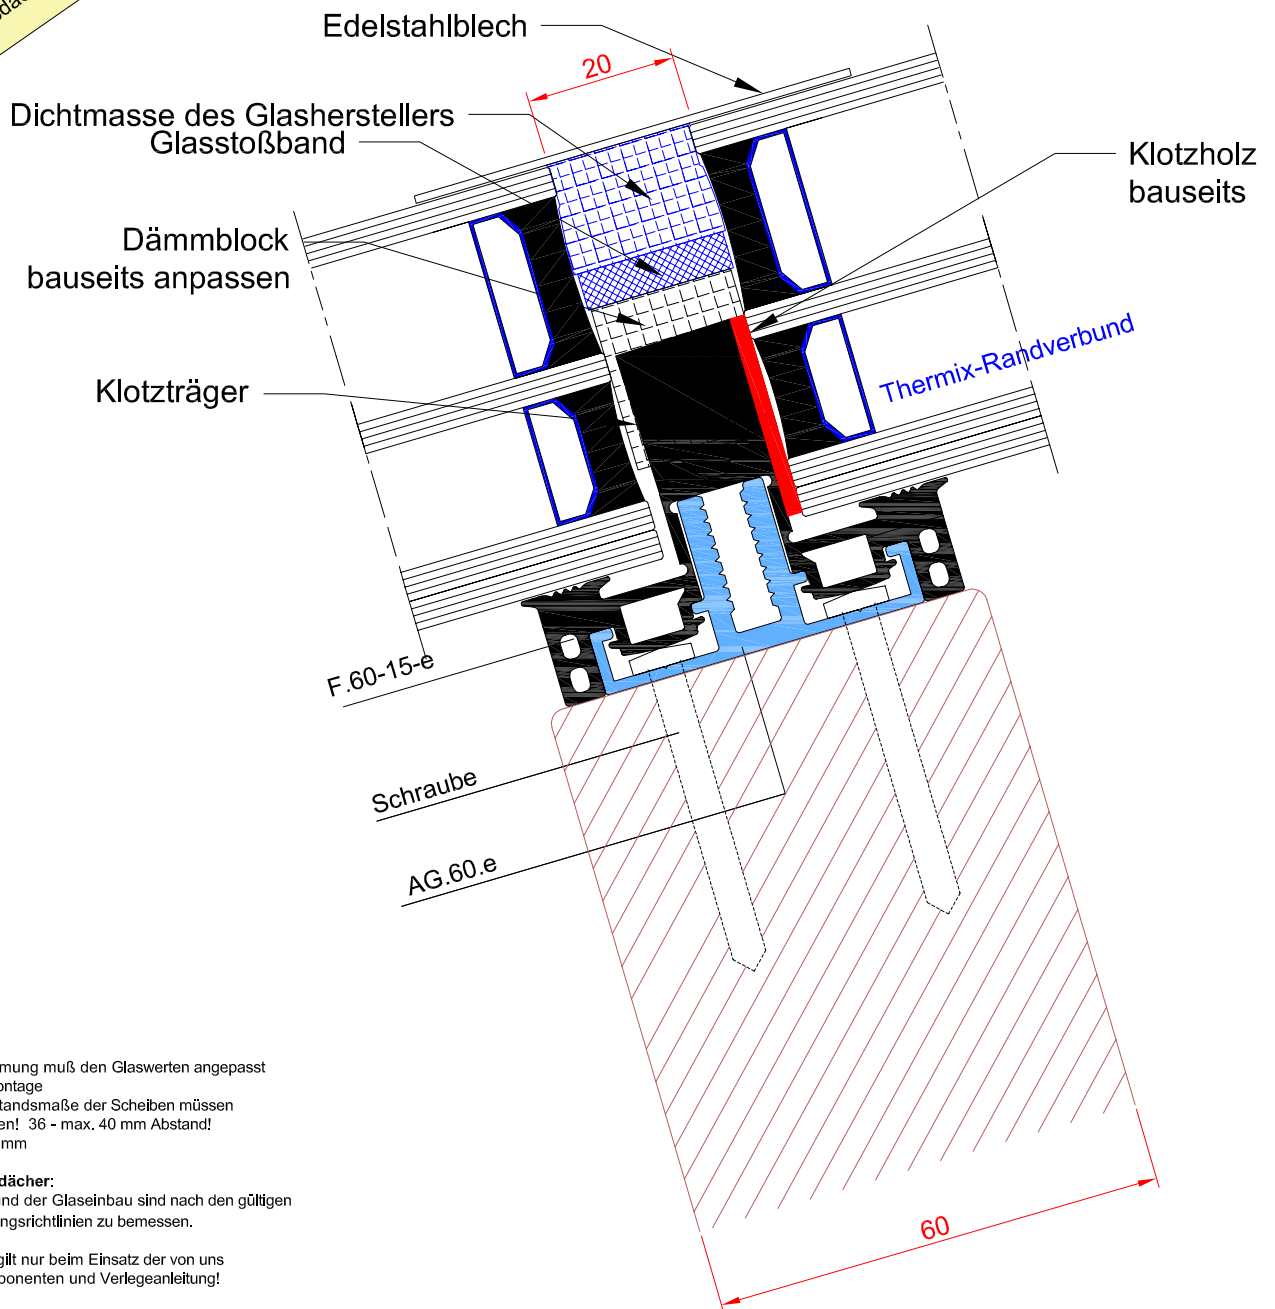 Edelstahlblech
20
Dichtmasse des Glasherstellers
Glasstoßband
Klotzholz
bauseits
Dämmblock
bauseits anpassen
Thermix-Randverbund
Klotzträger
F.60-15-e
Schraube
AG.60.e
60
mung muß den Glaswerten angepasst
ontage
tandsmaße der Scheiben müssen
en! 36 - max. 40 mm Abstand!
mm
dächer:
und der Glaseinbau sind nach den gültigen
ngsrichtlinien zu bemessen.
gilt nur beim Einsatz der von uns
ponenten und Verlegeanleitung!